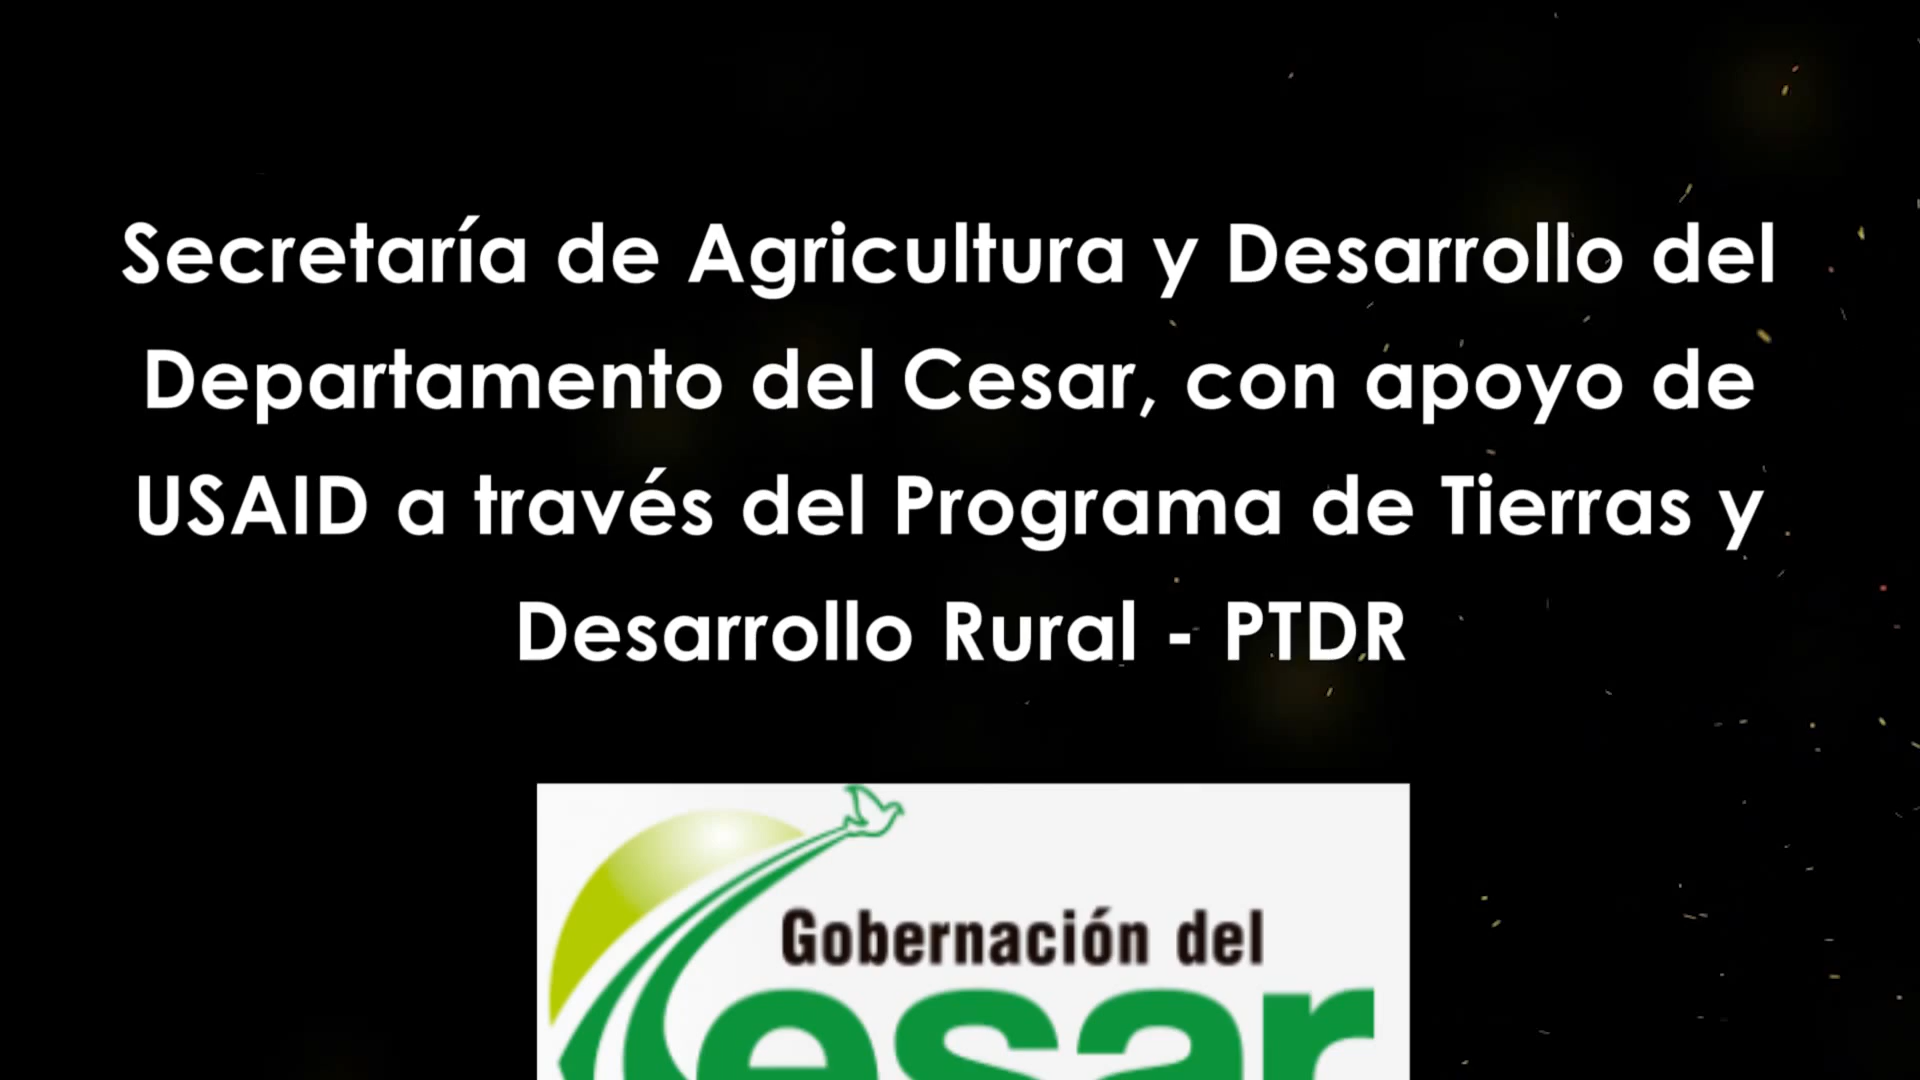 Secretaría de Agricultura y Desarrollo del
Departamento del Cesar, con apoyo de
USAID a través del Programa de Tierras y
Desarrollo Rural - PTDR
Gobernación del
Cesar